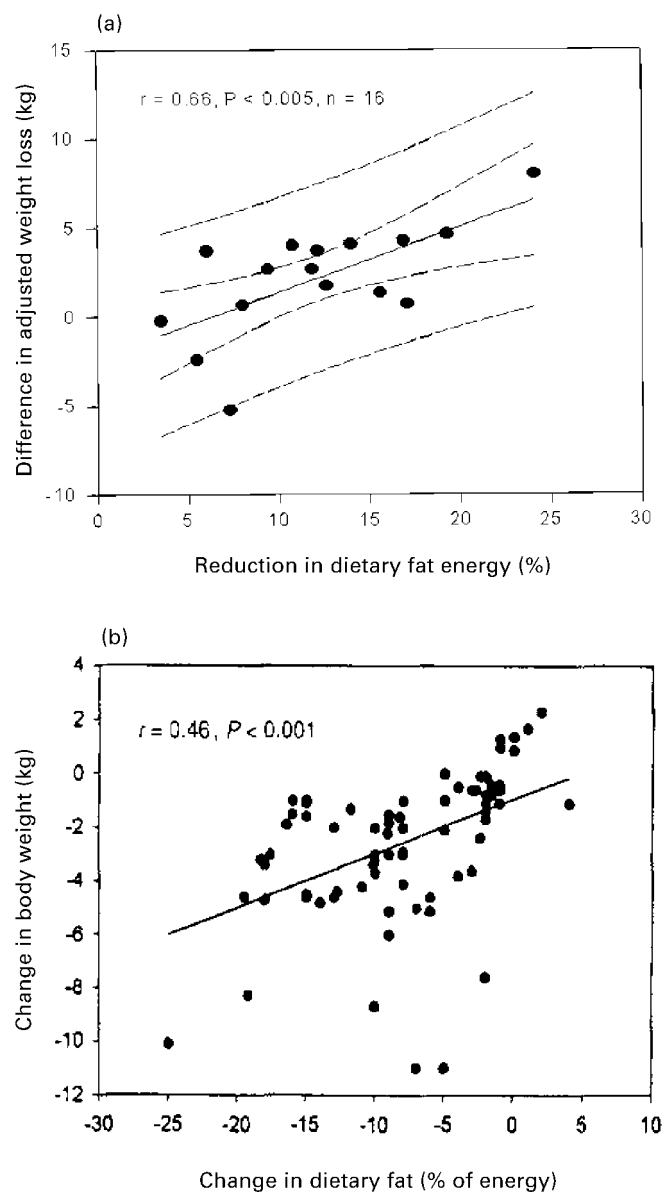 (a)
15
10
5
0
-5
-10
r = 0.66, P < 0.005, n = 16
Difference in adjusted weight loss (kg)
0 5 10 15 20 25 30
Reduction in dietary fat energy (%)
(b)
4
2
0
-2
-4
-6
-8
-10
-12
r = 0.46, P < 0.001
Change in body weight (kg)
-30 -25 -20 -15 -10 -5 0 5 10
Change in dietary fat (% of energy)